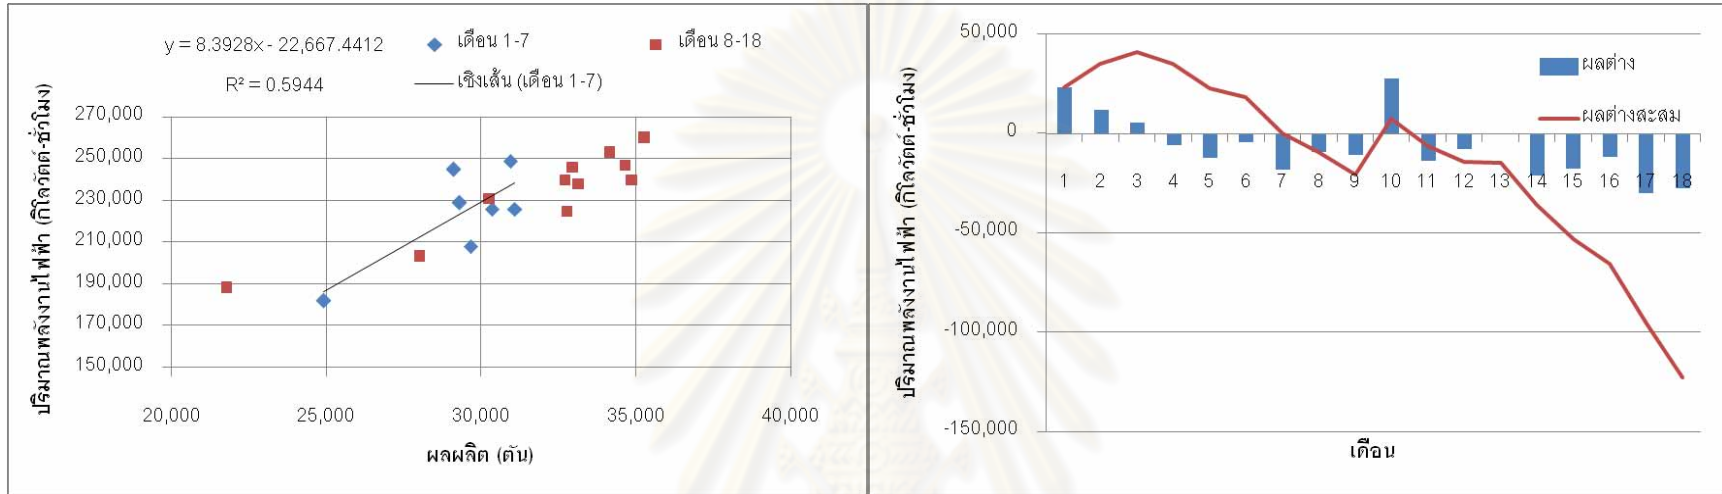 y = 8.3928x - 22,667.4412
R² = 0.5944
เดือน 1-7
เดือน 8-18
เชิงเส้น (เดือน 1-7)
ปริมาณพลังงานไฟฟ้า (กิโลวัตต์-ชั่วโมง)
270,000
250,000
230,000
210,000
190,000
170,000
150,000
20,000 25,000 30,000 35,000 40,000
ผลผลิต (ตัน)
ปริมาณพลังงานไฟฟ้า (กิโลวัตต์-ชั่วโมง)
50,000
0
-50,000
-100,000
-150,000
ผลต่าง
ผลต่างสะสม
1 2 3 4 5 6 7 8 9 10 11 12 13 14 15 16 17 18
เดือน